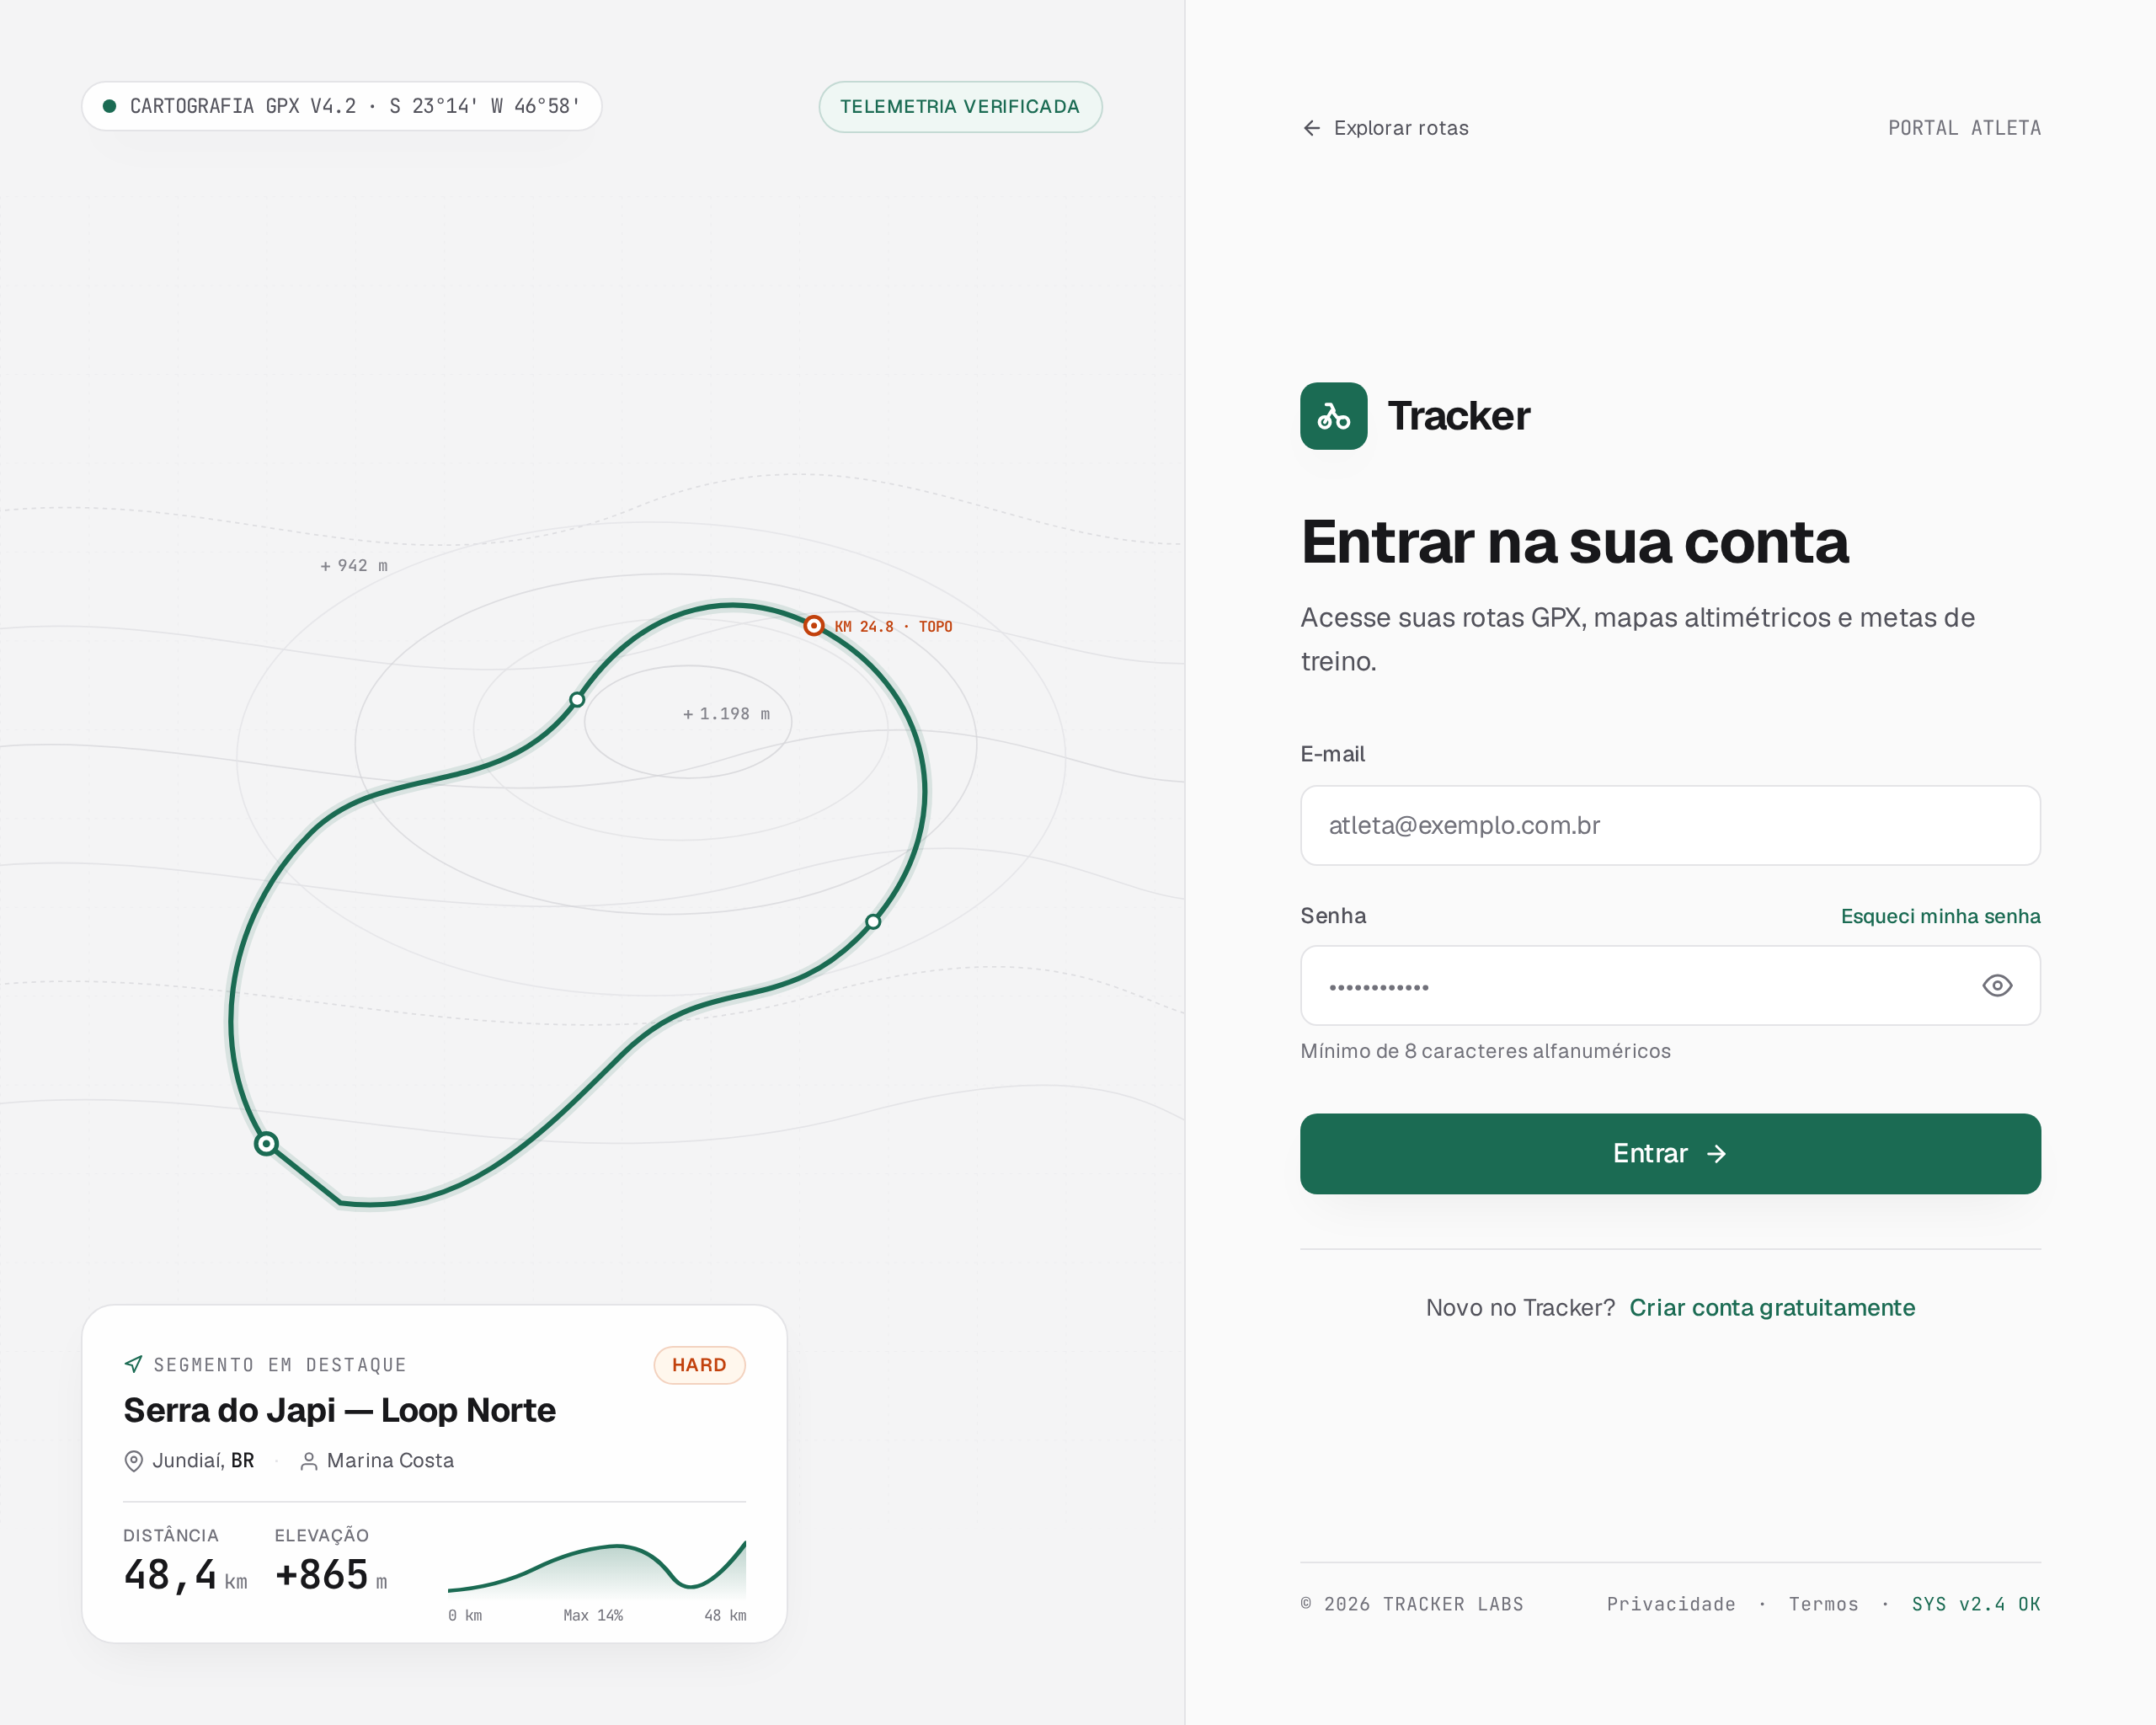 CARTOGRAFIA GPX V4.2 · S 23°14' W 46°58'
TELEMETRIA VERIFICADA
+ 942 m
KM 24.8 · TOPO
+ 1.198 m
SEGMENTO EM DESTAQUE
HARD
Serra do Japi — Loop Norte
Jundiaí, BR · Marina Costa
DISTÂNCIA
48,4 km
ELEVAÇÃO
+865 m
0 km
Max 14%
48 km
Explorar rotas
PORTAL ATLETA
Tracker
Entrar na sua conta
Acesse suas rotas GPX, mapas altimétricos e metas de
treino.
E-mail
atleta@exemplo.com.br
Senha
Esqueci minha senha
••••••••••••
Mínimo de 8 caracteres alfanuméricos
Entrar →
Novo no Tracker? Criar conta gratuitamente
© 2026 TRACKER LABS
Privacidade · Termos · SYS v2.4 OK